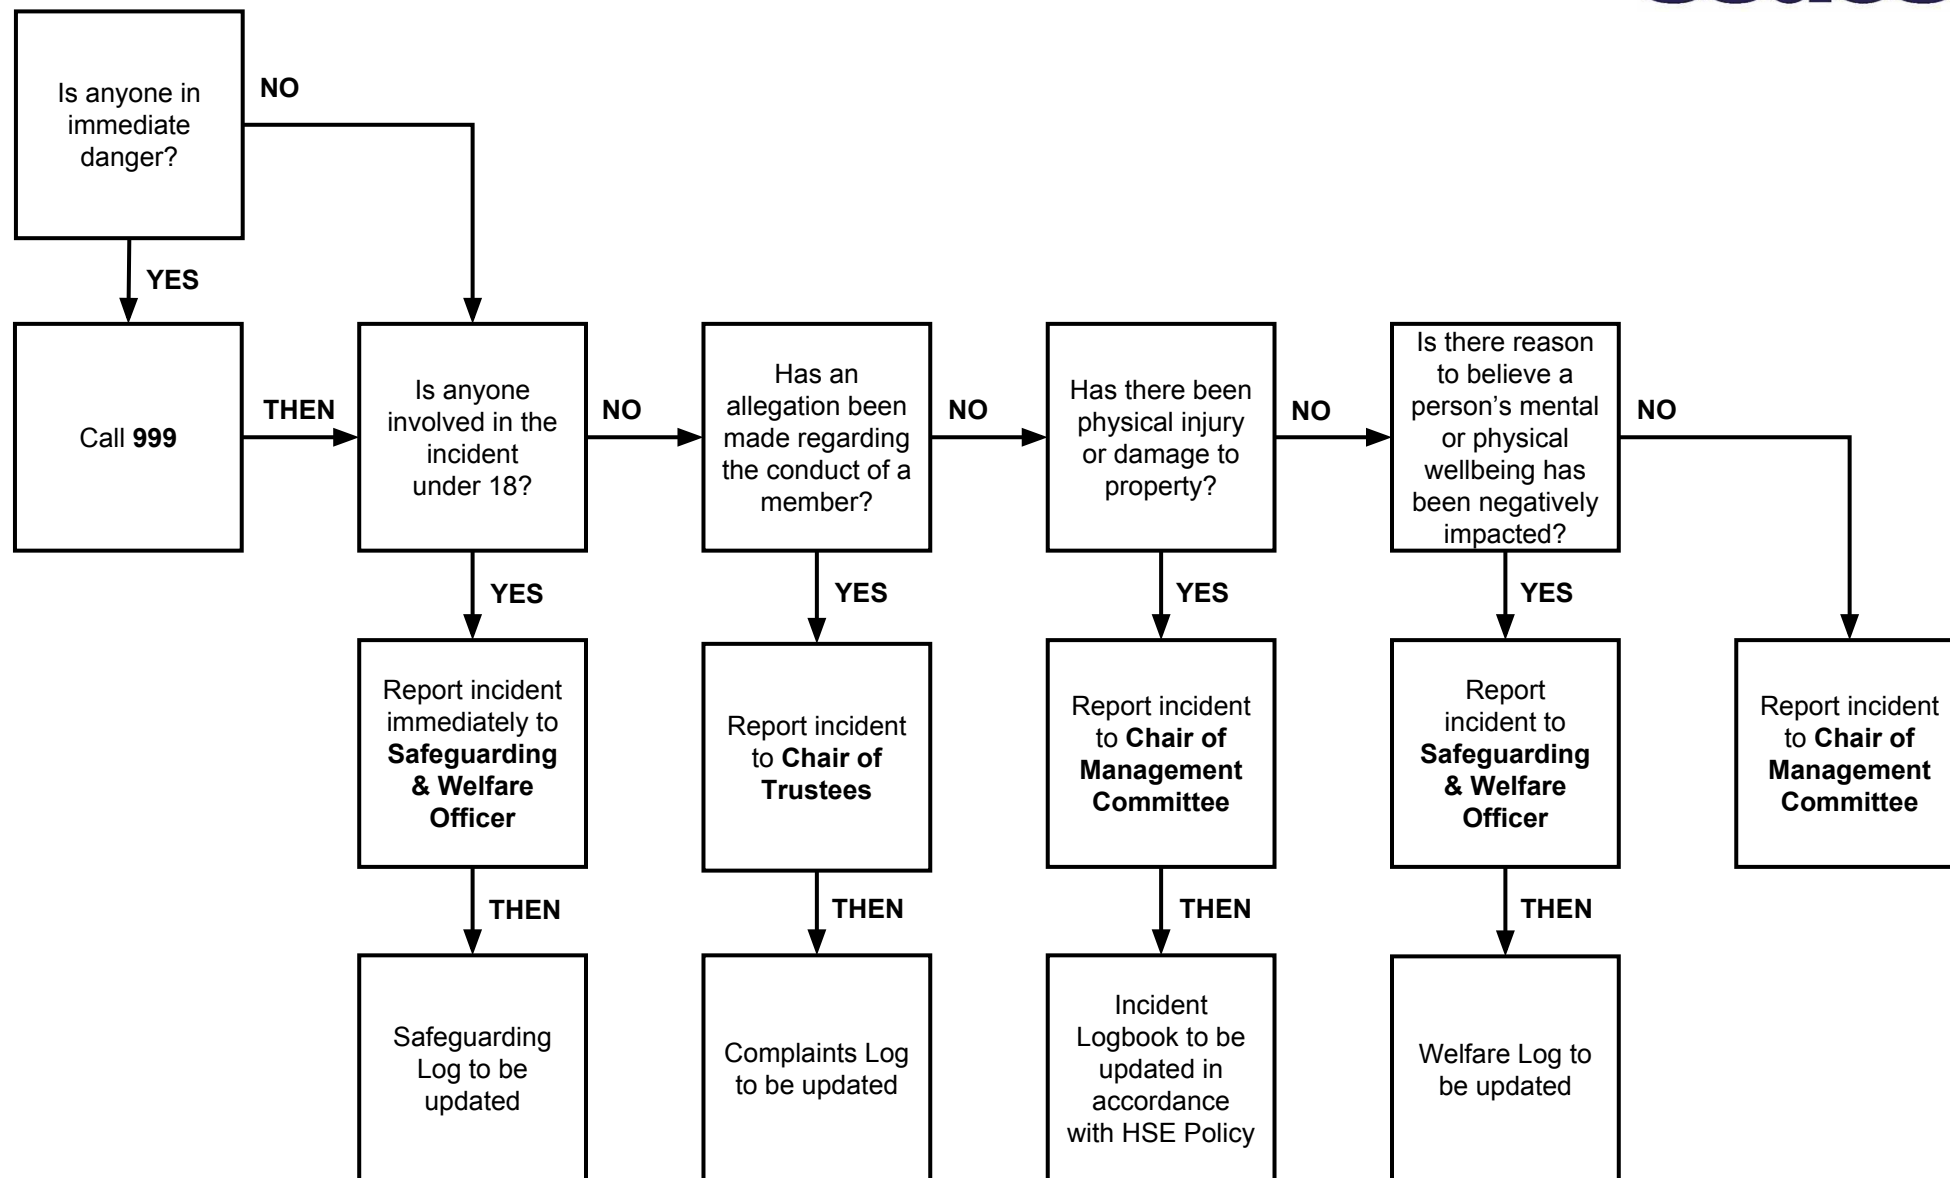 Is anyone in
immediate
danger?
NO
YES
Call 999
THEN
Is anyone
involved in the
incident
under 18?
NO
Has an
allegation been
made regarding
the conduct of a
member?
NO
Has there been
physical injury
or damage to
property?
NO
Is there reason
to believe a
person’s mental
or physical
wellbeing has
been negatively
impacted?
NO
YES
YES
YES
YES
Report incident
immediately to
Safeguarding
& Welfare
Officer
Report incident
to Chair of
Trustees
Report incident
to Chair of
Management
Committee
Report
incident to
Safeguarding
& Welfare
Officer
Report incident
to Chair of
Management
Committee
THEN
THEN
THEN
THEN
Safeguarding
Log to be
updated
Complaints Log
to be updated
Incident
Logbook to be
updated in
accordance
with HSE Policy
Welfare Log to
be updated